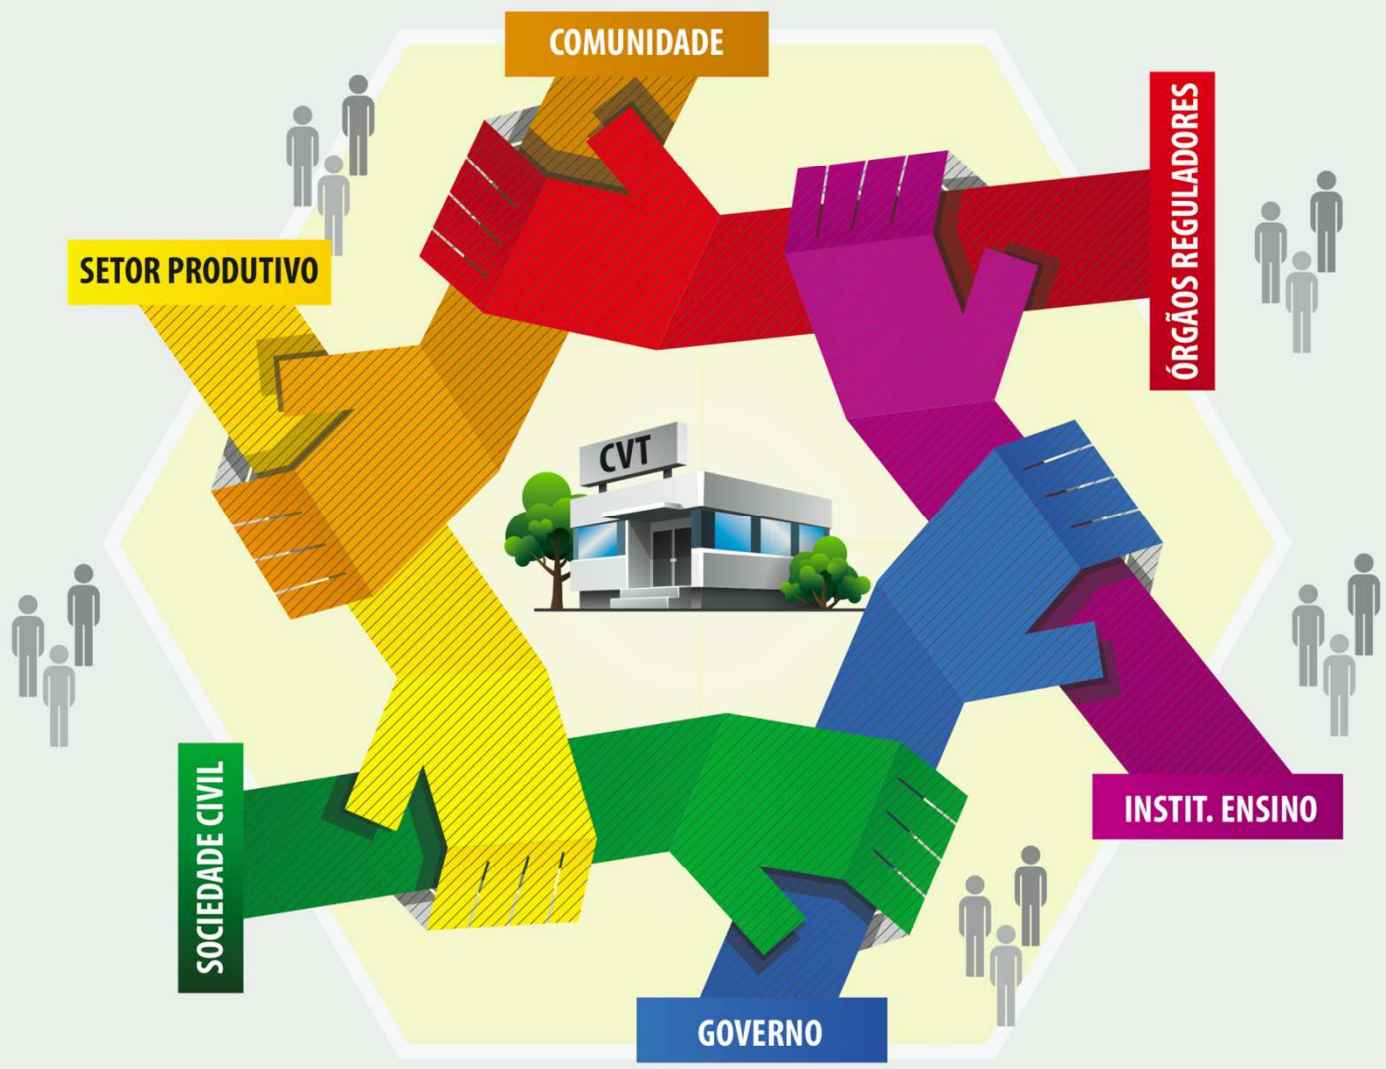 COMUNIDADE
ÓRGÃOS REGULADORES
SETOR PRODUTIVO
CVT
SOCIEDADE CIVIL
INSTIT. ENSINO
GOVERNO